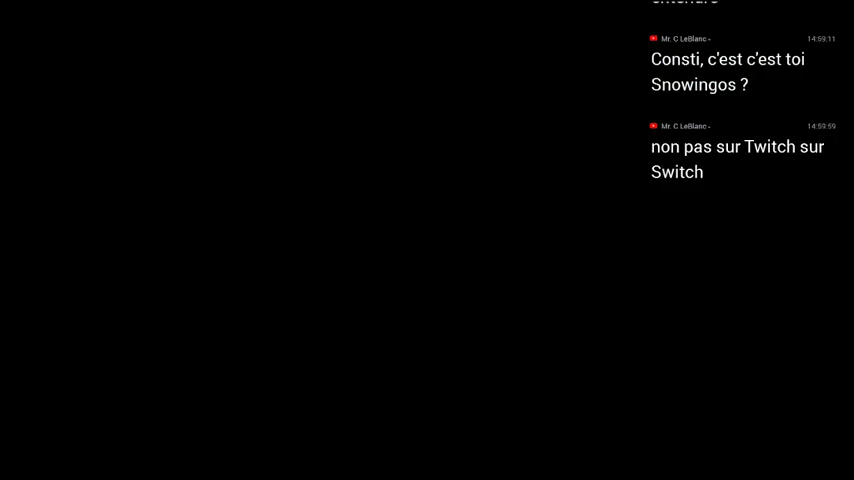 Mr. C LeBlanc - 14:59:11
Consti, c'est c'est toi
Snowingos ?
Mr. C LeBlanc - 14:59:59
non pas sur Twitch sur
Switch